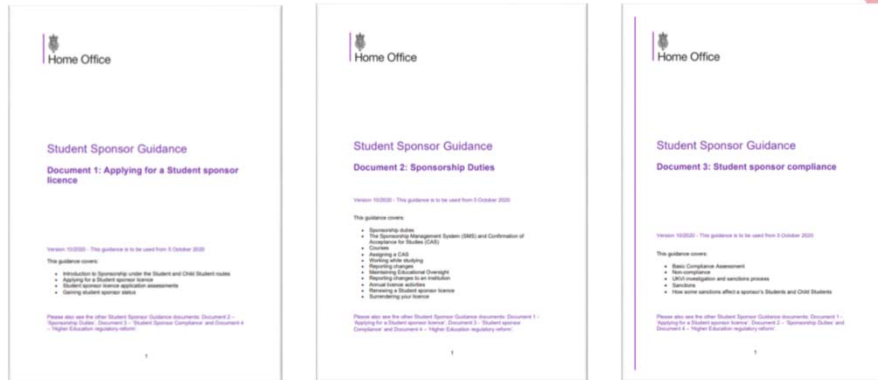 Home Office
Student Sponsor Guidance
Document 1: Applying for a Student sponsor
licence
Version 10/2020 - This guidance is to be used from 5 October 2020
This guidance covers:
Introduction to Sponsorship under the Student and Child Student routes
Applying for a Student sponsor licence
Student sponsor licence application assessments
Gaining student sponsor status
Please also see the other Student Sponsor Guidance documents: Document 2 –
'Sponsorship Duties', Document 3 – 'Student Sponsor Compliance' and Document 4
– 'Higher Education regulatory reform'.
1
Home Office
Student Sponsor Guidance
Document 2: Sponsorship Duties
Version 10/2020 - This guidance is to be used from 5 October 2020
This guidance covers:
Sponsorship duties
The Sponsorship Management System (SMS) and Confirmation of
Acceptance for Studies (CAS)
Courses
Assigning a CAS
Working while studying
Reporting changes
Maintaining Educational Oversight
Reporting changes to an institution
Annual licence activities
Renewing a Student sponsor licence
Surrendering your licence
Please also see the other Student Sponsor Guidance documents: Document 1 -
'Applying for a Student sponsor licence', Document 3 - 'Student sponsor
Compliance' and Document 4 – 'Higher Education regulatory reform'.
1
Home Office
Student Sponsor Guidance
Document 3: Student sponsor compliance
Version 10/2020 - This guidance is to be used from 5 October 2020
This guidance covers:
Basic Compliance Assessment
Non-compliance
UKVI investigation and sanctions process
Sanctions
How some sanctions affect a sponsor's Students and Child Students
Please also see the other Student Sponsor Guidance documents: Document 1 -
'Applying for a Student sponsor licence', Document 2 – 'Sponsorship Duties' and
Document 4 – 'Higher Education regulatory reform'.
1